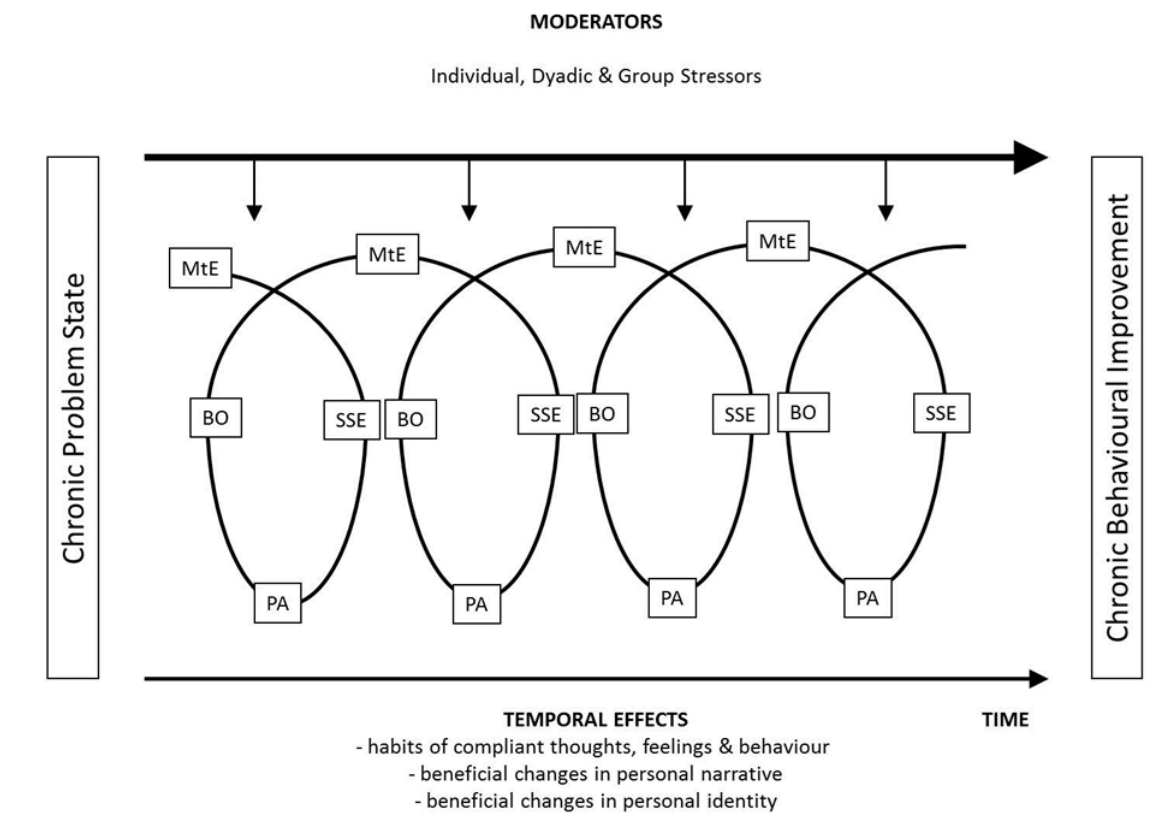 MODERATORS
Individual, Dyadic & Group Stressors
Chronic Problem State
MtE
MtE
MtE
MtE
BO
SSE
BO
SSE
BO
SSE
BO
SSE
PA
PA
PA
PA
Chronic Behavioural Improvement
TEMPORAL EFFECTS
TIME
- habits of compliant thoughts, feelings & behaviour
- beneficial changes in personal narrative
- beneficial changes in personal identity